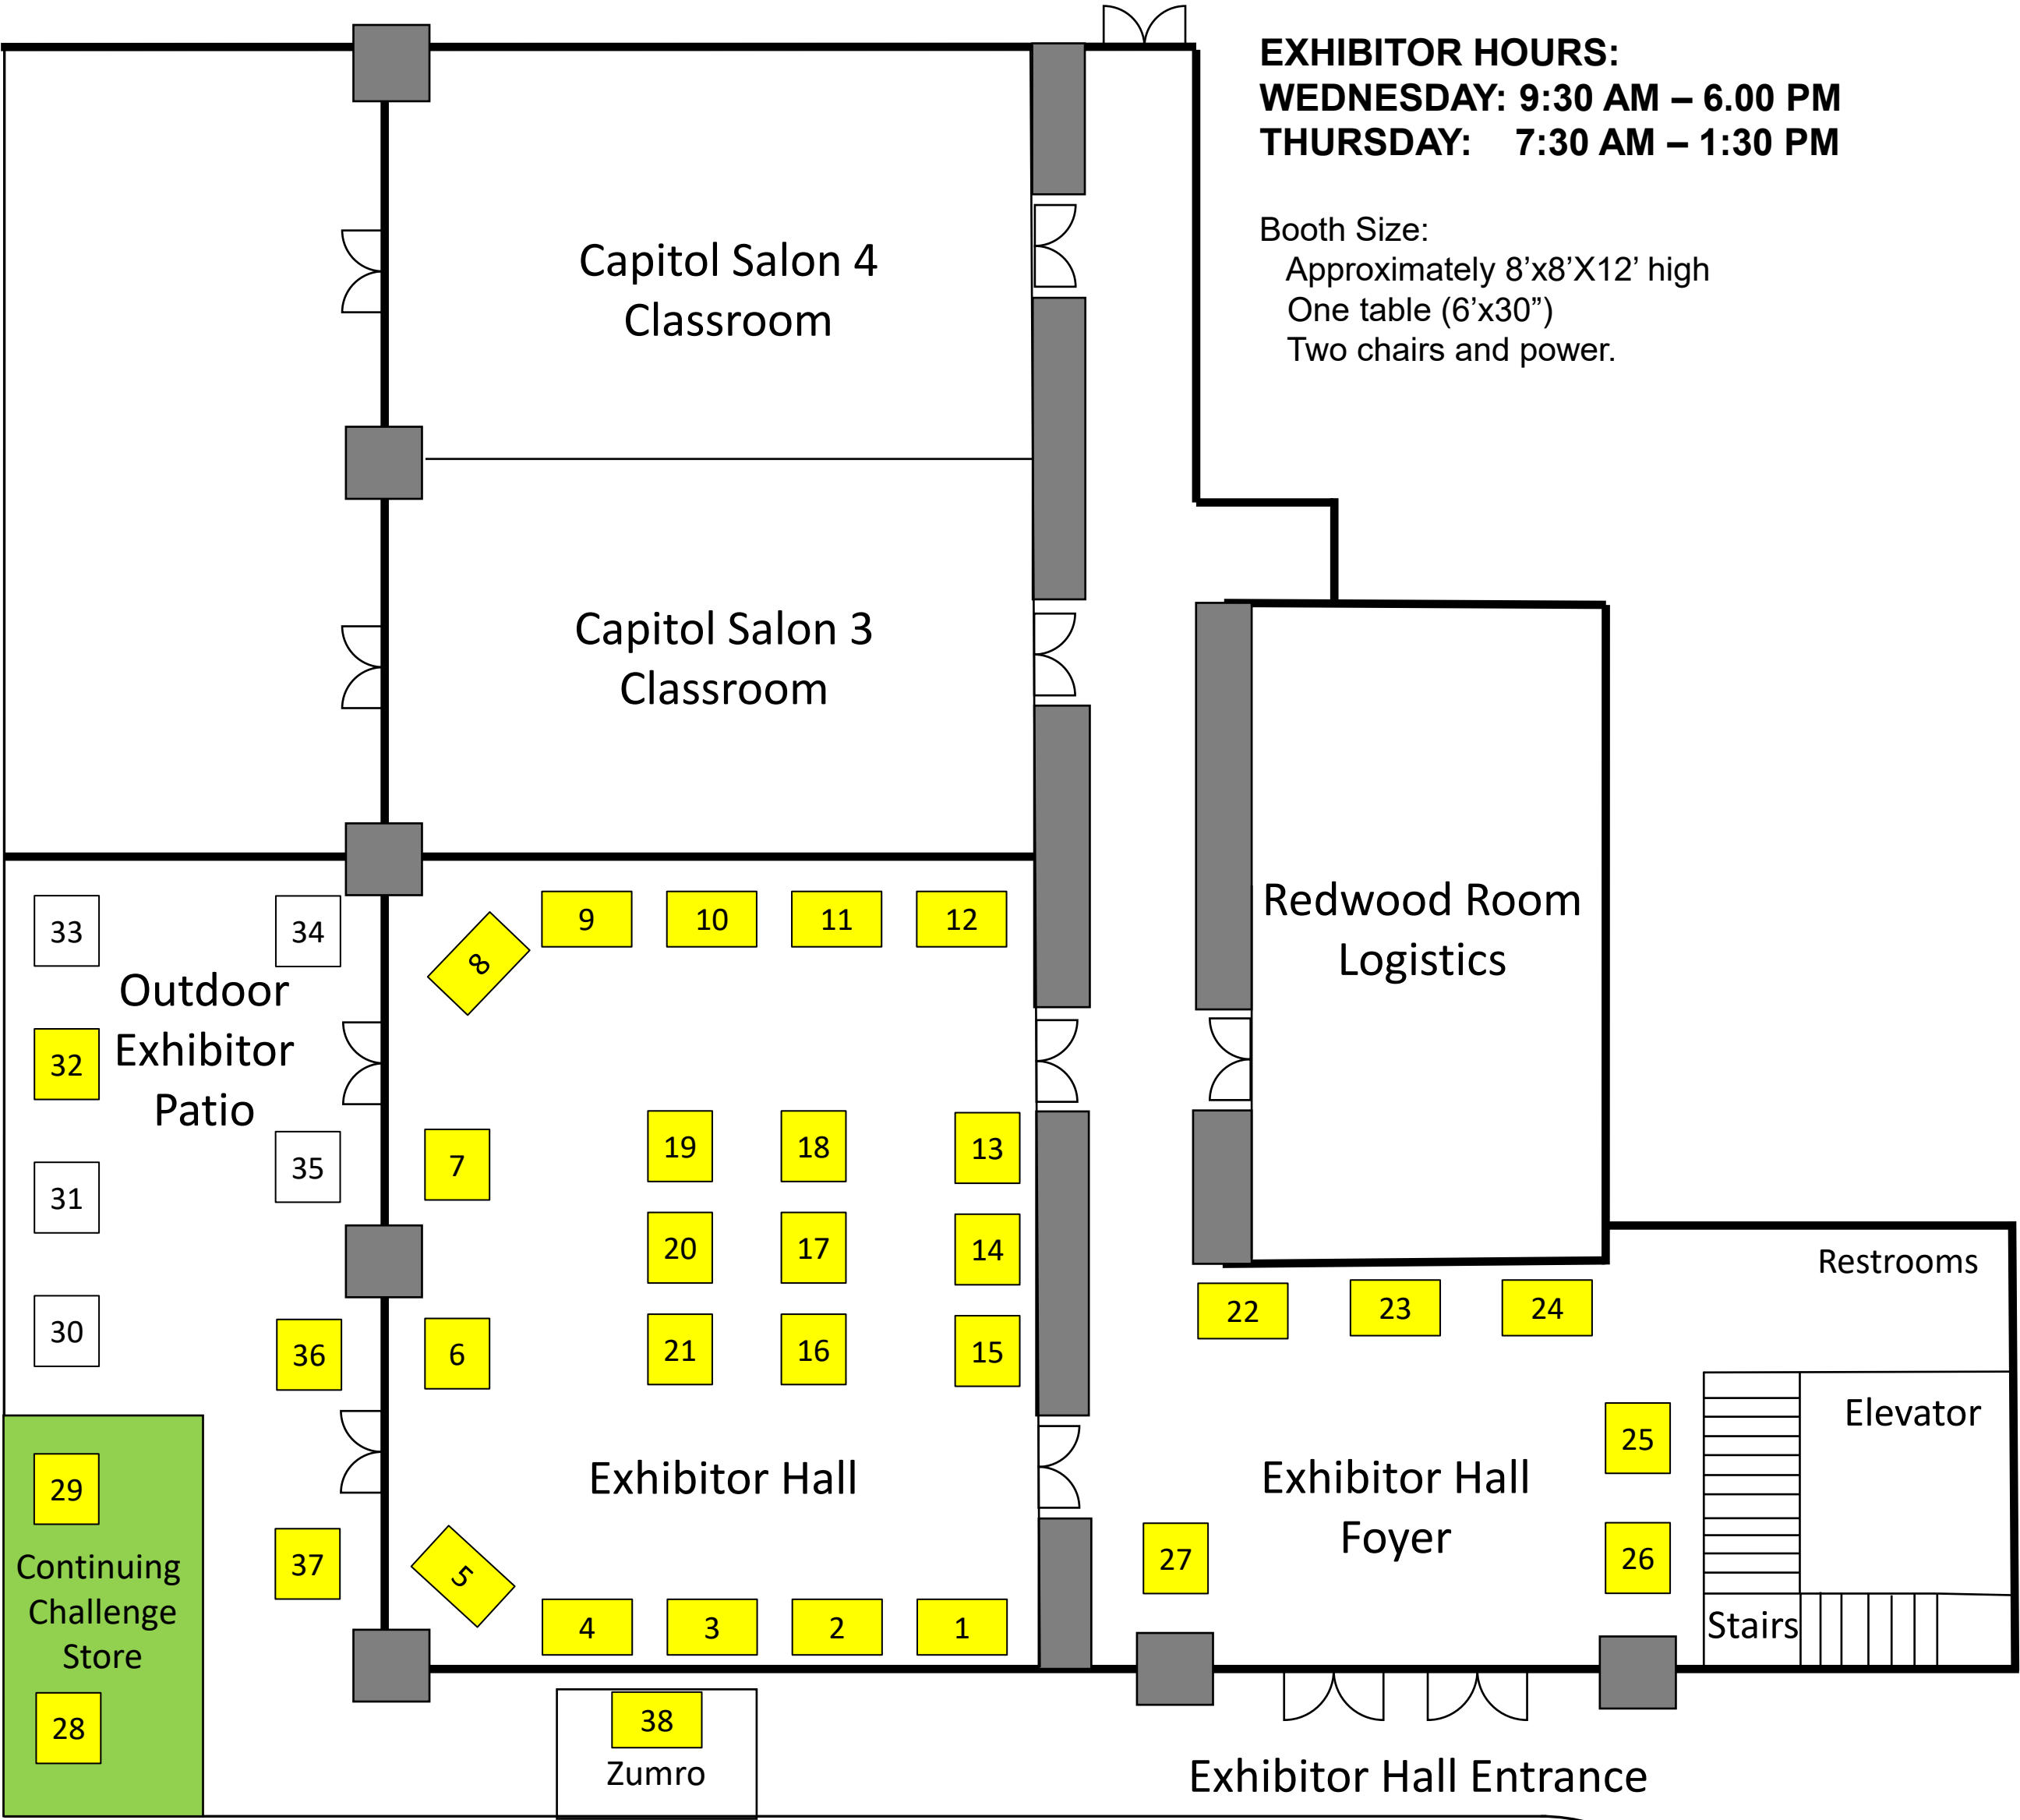 EXHIBITOR HOURS:
WEDNESDAY: 9:30 AM – 6.00 PM
THURSDAY: 7:30 AM – 1:30 PM
Booth Size:
Approximately 8’x8’X12’ high
One table (6’x30”)
Two chairs and power.
Capitol Salon 4
Classroom
Capitol Salon 3
Classroom
Redwood Room
Logistics
33
34
Outdoor
Exhibitor
Patio
32
35
31
30
36
29
37
Continuing
Challenge
Store
28
8
9
10
11
12
7
19
18
13
20
17
14
6
21
16
15
Exhibitor Hall
5
4
3
2
1
38
Zumro
22
23
24
Restrooms
Elevator
25
Exhibitor Hall
Foyer
27
26
Stairs
Exhibitor Hall Entrance